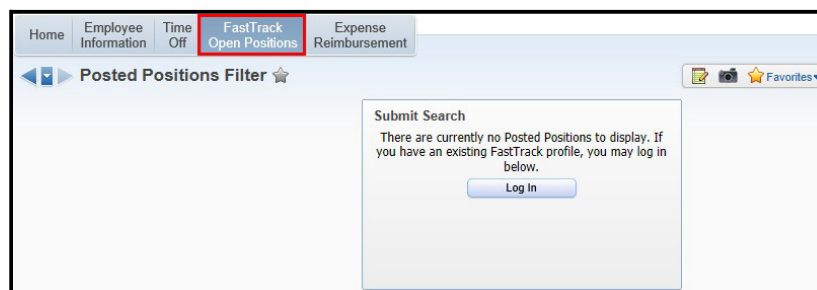 Home
Employee
Information
Time
Off
FastTrack
Open Positions
Expense
Reimbursement
Posted Positions Filter
Favorites
Submit Search
There are currently no Posted Positions to display. If
you have an existing FastTrack profile, you may log in
below.
Log In